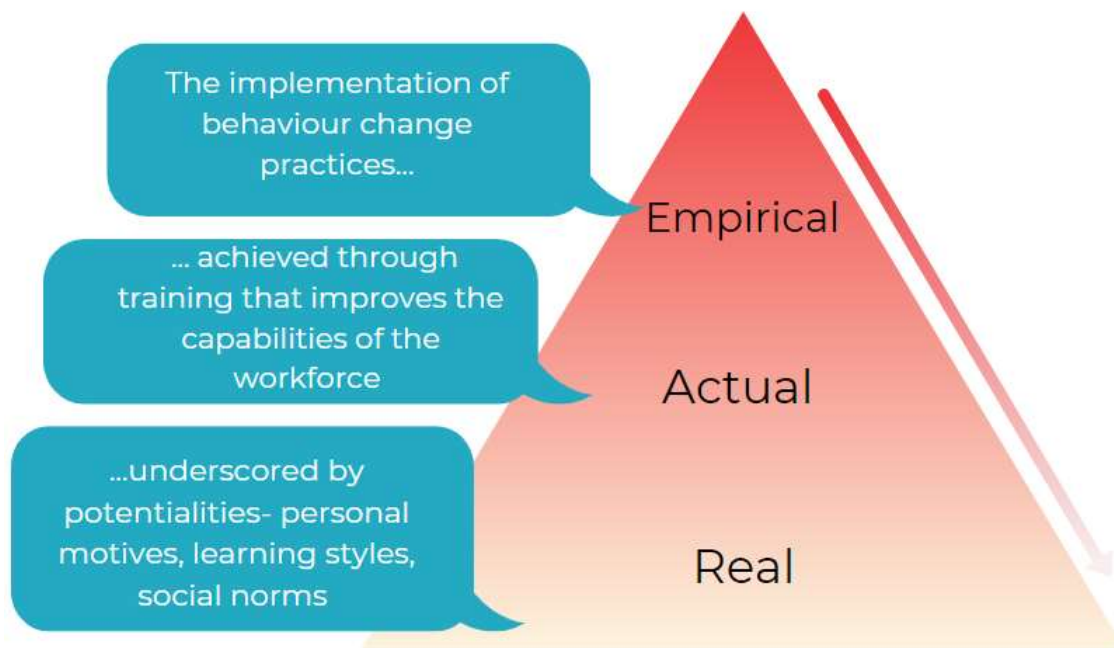 The implementation of
behaviour change
practices...
Empirical
... achieved through
training that improves the
capabilities of the
workforce
Actual
...underscored by
potentialities- personal
motives, learning styles,
social norms
Real